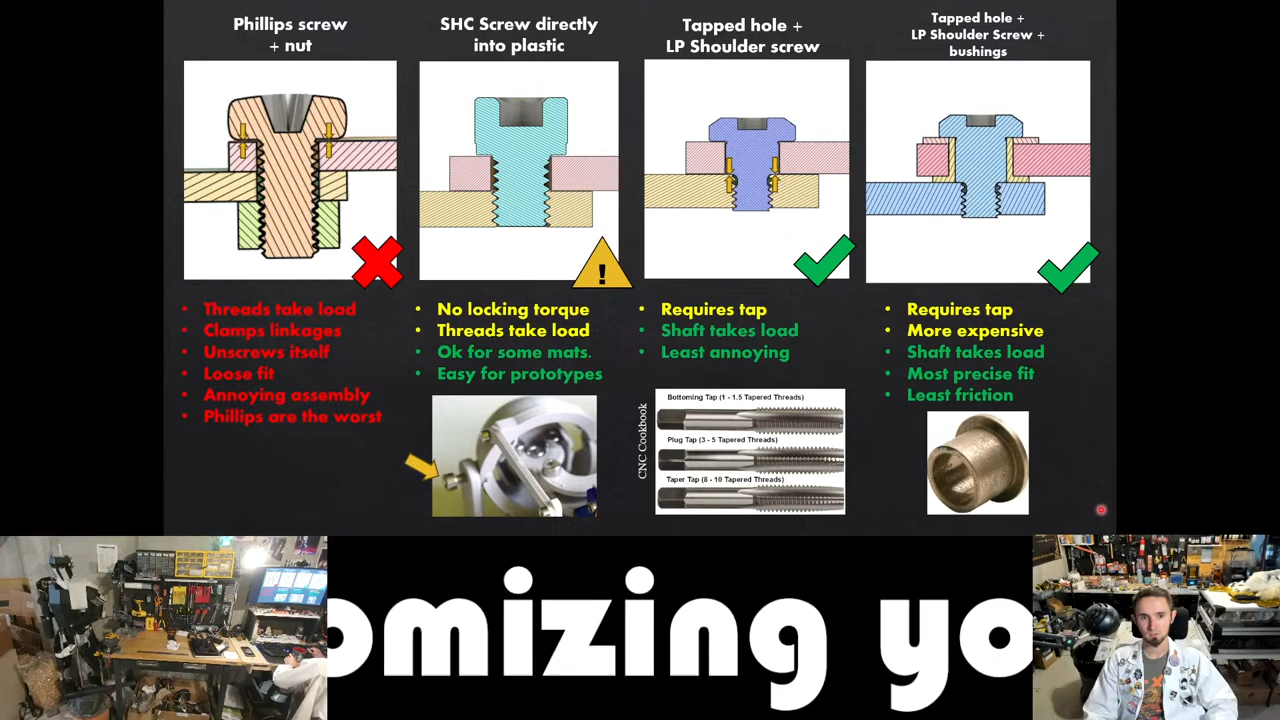 Phillips screw
+ nut
SHC Screw directly
into plastic
Tapped hole +
LP Shoulder screw
Tapped hole +
LP Shoulder Screw +
bushings
!
• Threads take load
• Clamps linkages
• Unscrews itself
• Loose fit
• Annoying assembly
• Phillips are the worst
• No locking torque
• Threads take load
• Ok for some mats.
• Easy for prototypes
• Requires tap
• Shaft takes load
• Least annoying
• Requires tap
• More expensive
• Shaft takes load
• Most precise fit
• Least friction
CNC Cookbook
Bottoming Tap (1 - 1.5 Tapered Threads)
Plug Tap (3 - 5 Tapered Threads)
Taper Tap (8 - 10 Tapered Threads)
omizing yo